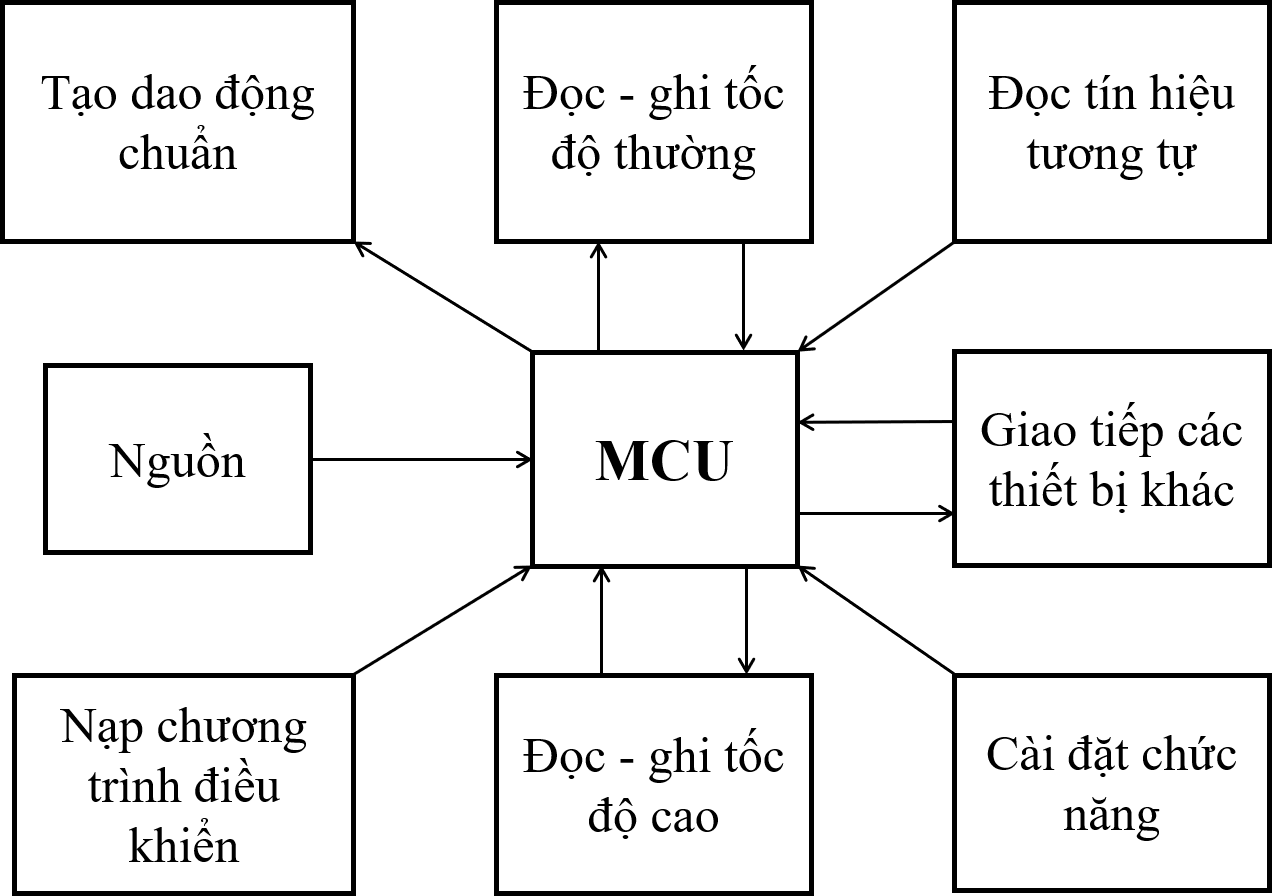 Tạo dao động
chuẩn
Đọc - ghi tốc
độ thường
Đọc tín hiệu
tương tự
Nguồn
MCU
Giao tiếp các
thiết bị khác
Nạp chương
trình điều
khiển
Đọc - ghi tốc
độ cao
Cài đặt chức
năng